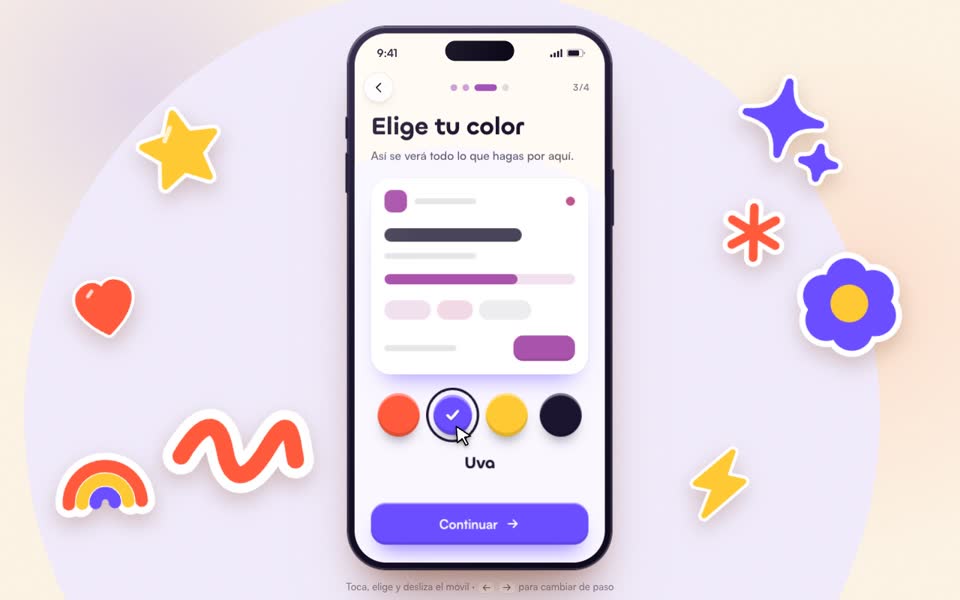 9:41
3/4
Elige tu color
Así se verá todo lo que hagas por aquí.
Uva
Continuar →
Toca, elige y desliza el móvil · ← → para cambiar de paso